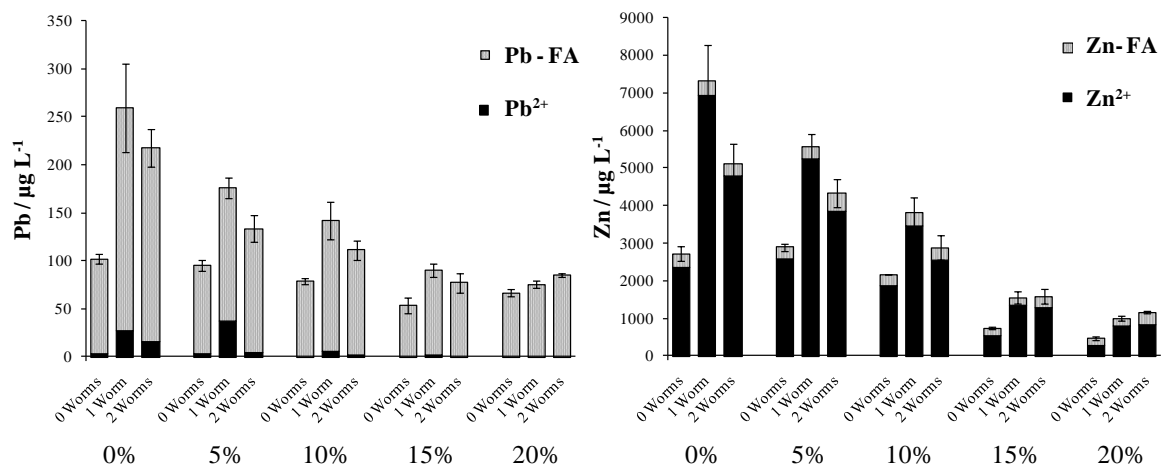 350
300
250
200
150
100
50
0
Pb / µg L-1
Pb - FA
Pb2+
0 Worms
1 Worm
2 Worms
0 Worms
1 Worm
2 Worms
0 Worms
1 Worm
2 Worms
0 Worms
1 Worm
2 Worms
0 Worms
1 Worm
2 Worms
0% 5% 10% 15% 20%
9000
8000
7000
6000
5000
4000
3000
2000
1000
0
Zn / µg L-1
Zn- FA
Zn2+
0 Worms
1 Worm
2 Worms
0 Worms
1 Worm
2 Worms
0 Worms
1 Worm
2 Worms
0 Worms
1 Worm
2 Worms
0 Worms
1 Worm
2 Worms
0% 5% 10% 15% 20%